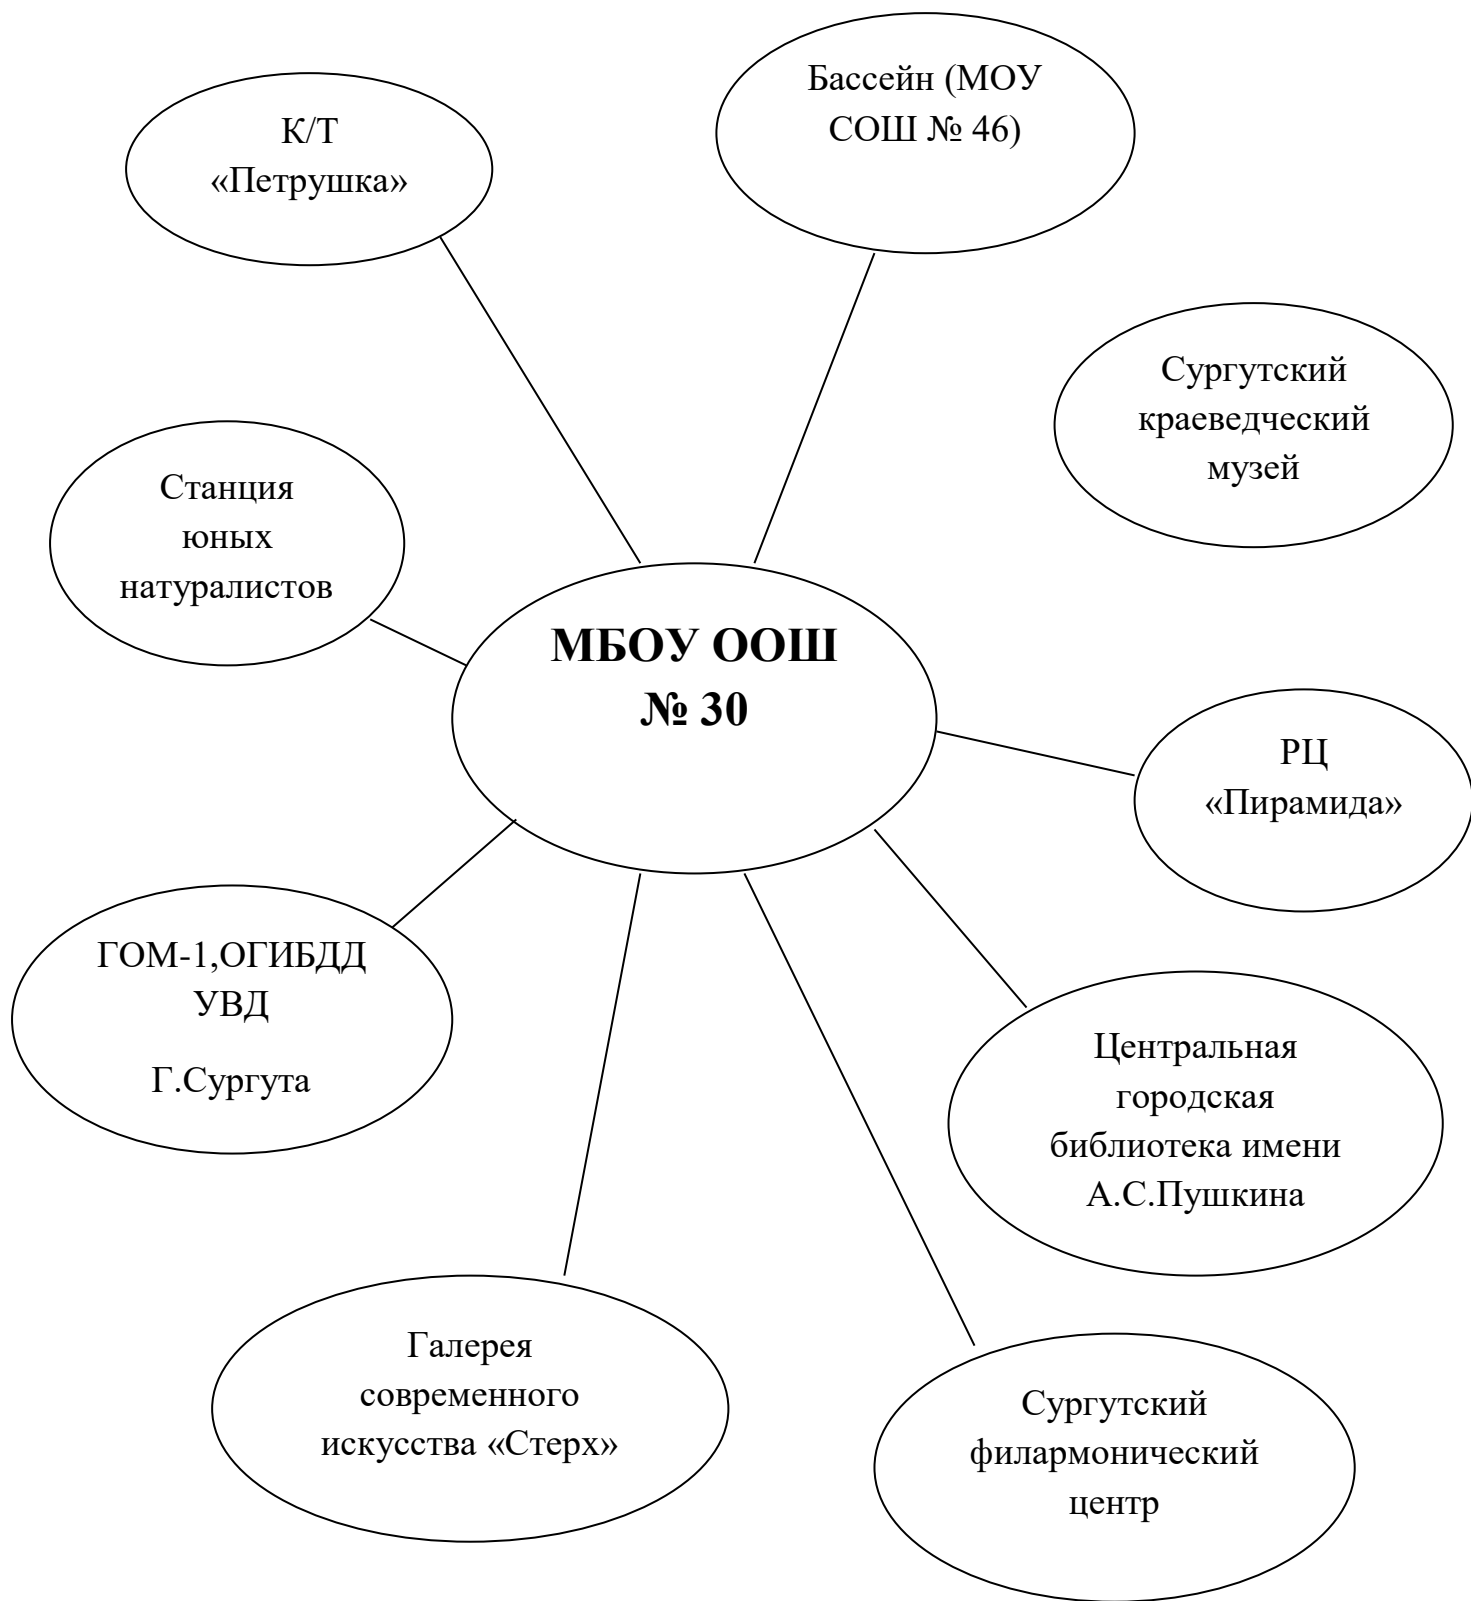 Бассейн (МОУ
СОШ № 46)
К/Т
«Петрушка»
Сургутский
краеведческий
музей
Станция
юных
натуралистов
МБОУ ООШ
№ 30
РЦ
«Пирамида»
ГОМ-1,ОГИБДД
УВД
Г.Сургута
Центральная
городская
библиотека имени
А.С.Пушкина
Галерея
современного
искусства «Стерх»
Сургутский
филармонический
центр